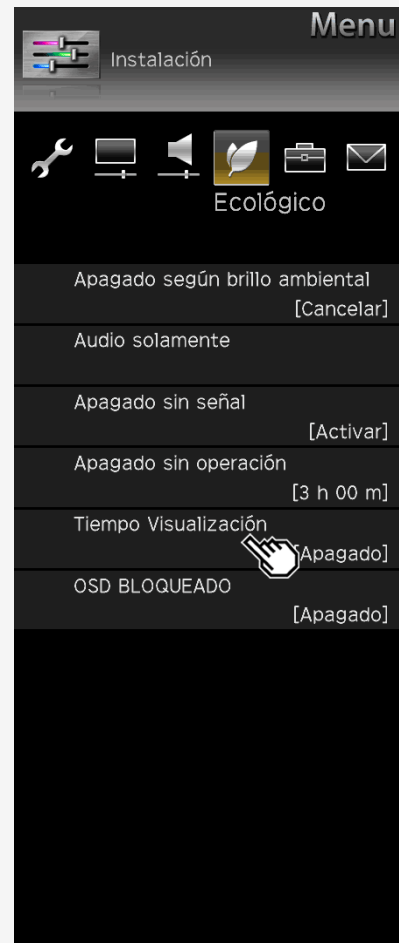 Menu
Instalación
Ecológico
Apagado según brillo ambiental
[Cancelar]
Audio solamente
Apagado sin señal
[Activar]
Apagado sin operación
[3 h 00 m]
Tiempo Visualización
[Apagado]
OSD BLOQUEADO
[Apagado]